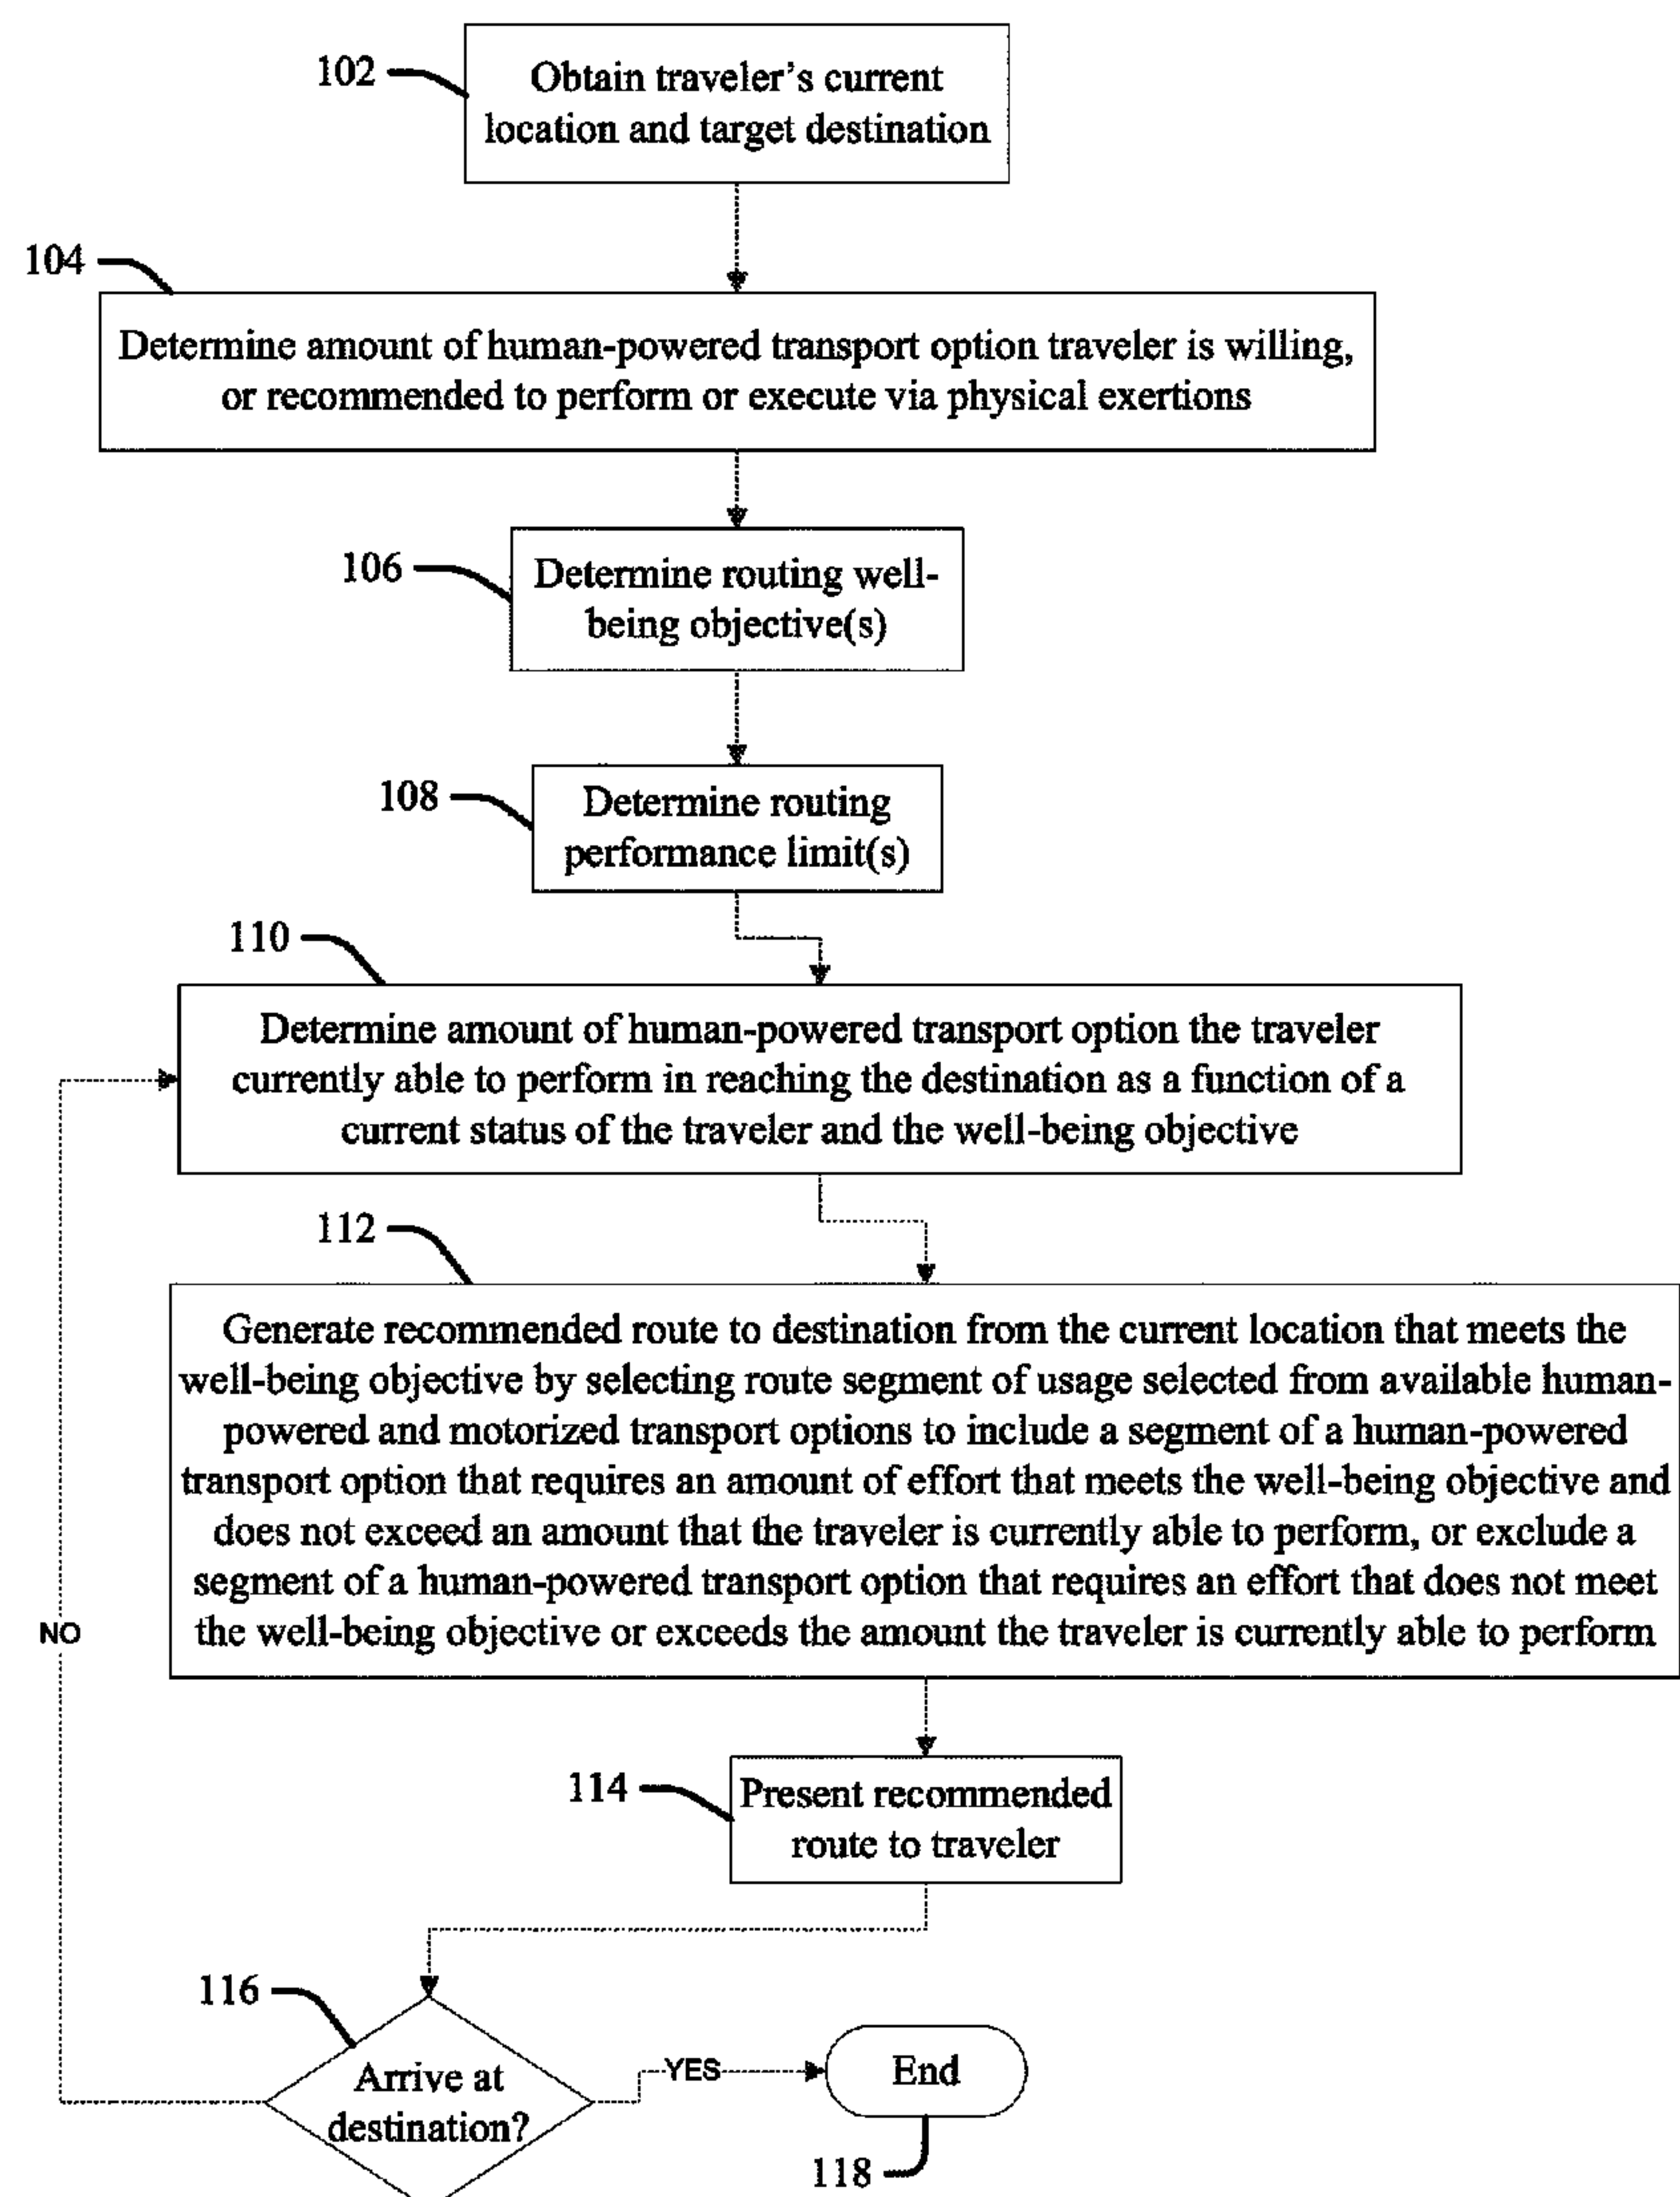 102
Obtain traveler's current
location and target destination
104
Determine amount of human-powered transport option traveler is willing,
or recommended to perform or execute via physical exertions
106
Determine routing well-
being objective(s)
108
Determine routing
performance limit(s)
110
Determine amount of human-powered transport option the traveler
currently able to perform in reaching the destination as a function of a
current status of the traveler and the well-being objective
112
Generate recommended route to destination from the current location that meets the
well-being objective by selecting route segment of usage selected from available human-
powered and motorized transport options to include a segment of a human-powered
transport option that requires an amount of effort that meets the well-being objective and
does not exceed an amount that the traveler is currently able to perform, or exclude a
segment of a human-powered transport option that requires an effort that does not meet
the well-being objective or exceeds the amount the traveler is currently able to perform
NO
114
Present recommended
route to traveler
116
Arrive at
destination?
YES
End
118